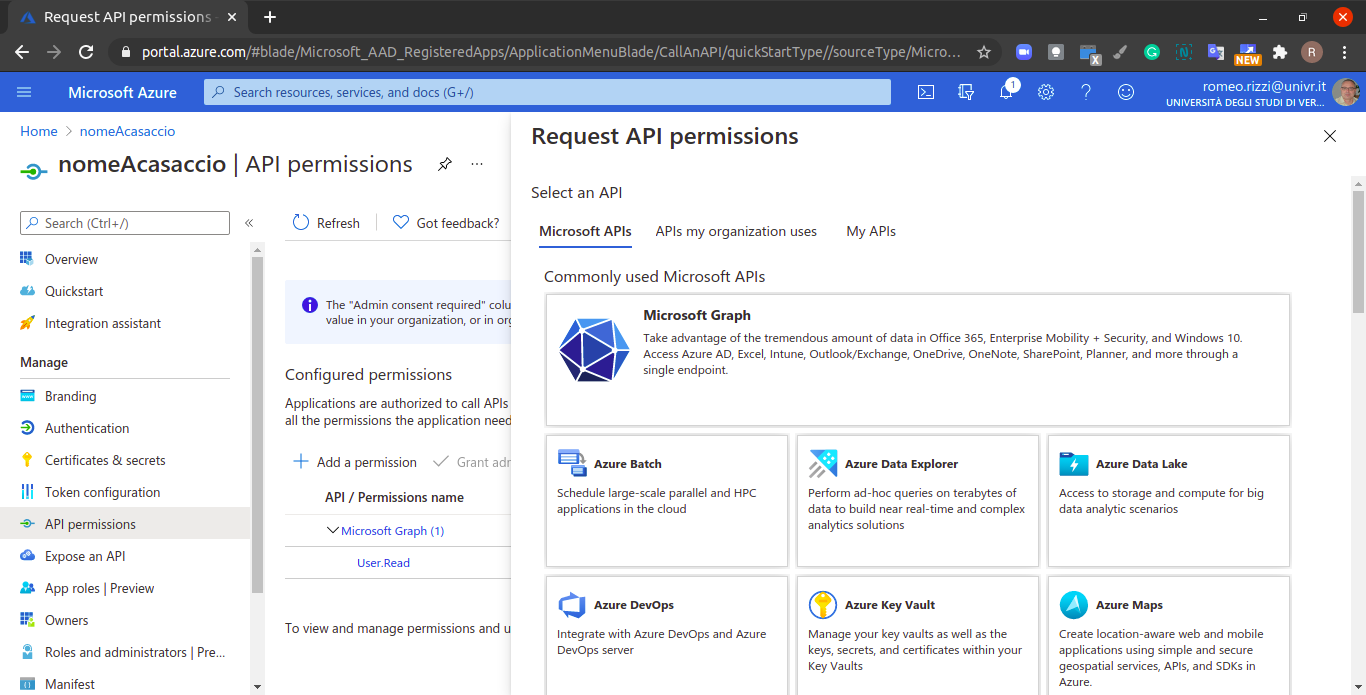 Request API permissions -
portal.azure.com/#blade/Microsoft_AAD_RegisteredApps/ApplicationMenuBlade/CallAnAPI/quickStartType//sourceType/Micro...
X
NEW
R
Microsoft Azure
Search resources, services, and docs (G+/)
1
romeo.rizzi@univr.it
UNIVERSITÀ DEGLI STUDI DI VER...
Home > nomeAcasaccio
nomeAcasaccio | API permissions
...
Search (Ctrl+/)
Overview
Quickstart
Integration assistant
Manage
Branding
Authentication
Certificates & secrets
Token configuration
API permissions
Expose an API
App roles | Preview
Owners
Roles and administrators | Pre...
Manifest
Refresh
Got feedback?
The "Admin consent required" colu
value in your organization, or in org
Configured permissions
Applications are authorized to call APIs
all the permissions the application need
Add a permission
Grant adm
API / Permissions name
Microsoft Graph (1)
User.Read
To view and manage permissions and u
Request API permissions
Select an API
Microsoft APIs
APIs my organization uses
My APIs
Commonly used Microsoft APIs
Microsoft Graph
Take advantage of the tremendous amount of data in Office 365, Enterprise Mobility + Security, and Windows 10.
Access Azure AD, Excel, Intune, Outlook/Exchange, OneDrive, OneNote, SharePoint, Planner, and more through a
single endpoint.
Azure Batch
Schedule large-scale parallel and HPC
applications in the cloud
Azure Data Explorer
Perform ad-hoc queries on terabytes of
data to build near real-time and complex
analytics solutions
Azure Data Lake
Access to storage and compute for big
data analytic scenarios
Azure DevOps
Integrate with Azure DevOps and Azure
DevOps server
Azure Key Vault
Manage your key vaults as well as the
keys, secrets, and certificates within your
Key Vaults
Azure Maps
Create location-aware web and mobile
applications using simple and secure
geospatial services, APIs, and SDKs in
Azure.